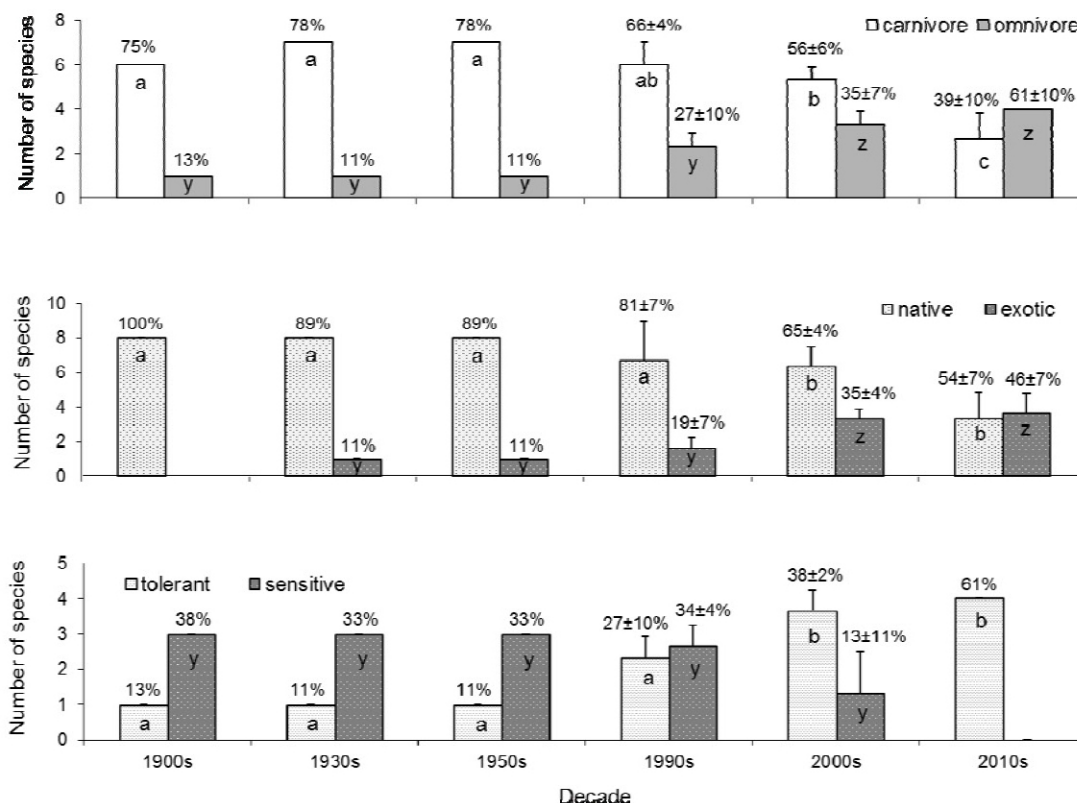 8
6
4
2
0
Number of species
carnivore omnivore
75%
a
13%
y
78%
a
11%
y
78%
a
11%
y
66±4%
ab
27±10%
y
56±6%
b
35±7%
z
39±10%
c
61±10%
z
10
8
6
4
2
0
Number of species
native exotic
100%
a
89%
a
11%
y
89%
a
11%
y
81±7%
a
19±7%
y
65±4%
b
35±4%
z
54±7%
b
46±7%
z
5
4
3
2
1
0
Number of species
tolerant sensitive
13%
a
38%
y
11%
a
33%
y
11%
a
33%
y
27±10%
a
34±4%
y
38±2%
b
13±11%
y
61%
b
1900s 1930s 1950s 1990s 2000s 2010s
Decade